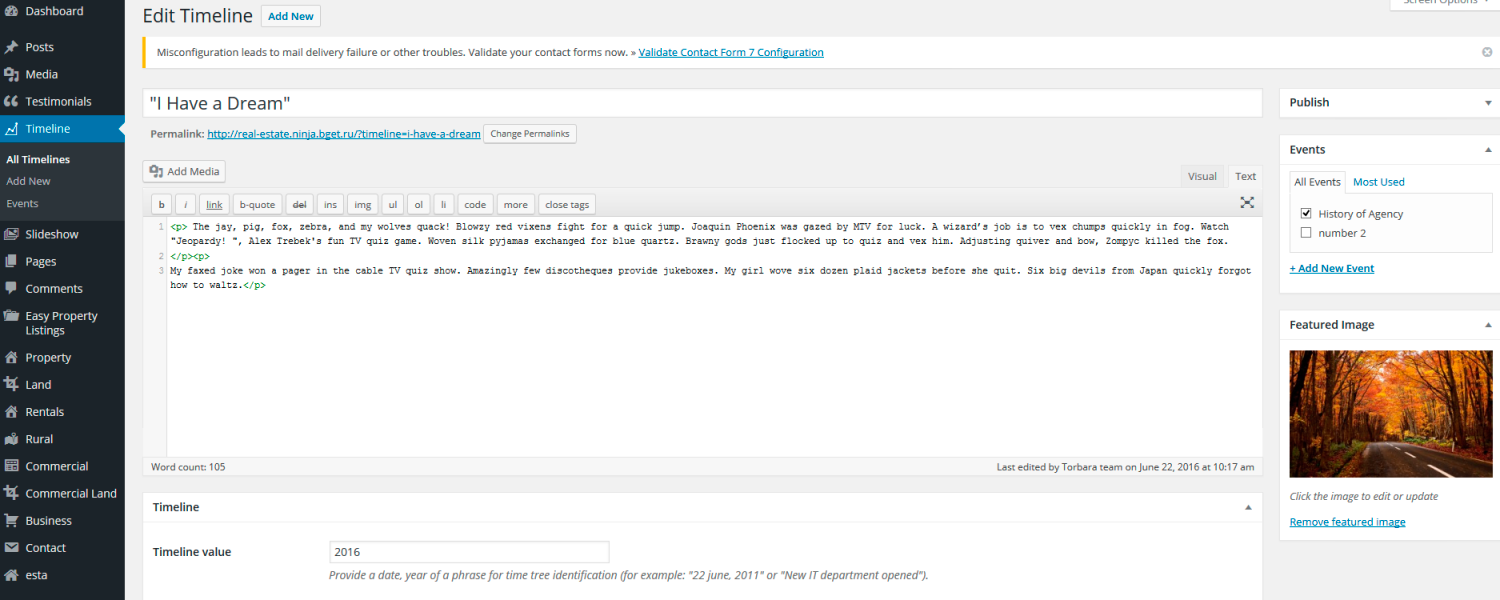 Dashboard
Posts
Media
Testimonials
Timeline
All Timelines
Add New
Events
Slideshow
Pages
Comments
Easy Property
Listings
Property
Land
Rentals
Rural
Commercial
Commercial Land
Business
Contact
esta
Screen Options
Edit Timeline Add New
Misconfiguration leads to mail delivery failure or other troubles. Validate your contact forms now. » Validate Contact Form 7 Configuration
"I Have a Dream"
Permalink: http://real-estate.ninja.bget.ru/?timeline=i-have-a-dream Change Permalinks
Add Media
Visual Text
b i link b-quote del ins img ul ol li code more close tags
1 <p> The jay, pig, fox, zebra, and my wolves quack! Blowzy red vixens fight for a quick jump. Joaquin Phoenix was gazed by MTV for luck. A wizard's job is to vex chumps quickly in fog. Watch
"Jeopardy! ", Alex Trebek's fun TV quiz game. Woven silk pyjamas exchanged for blue quartz. Brawny gods just flocked up to quiz and vex him. Adjusting quiver and bow, Zompyc killed the fox.
2 </p><p>
3 My faxed joke won a pager in the cable TV quiz show. Amazingly few discotheques provide jukeboxes. My girl wove six dozen plaid jackets before she quit. Six big devils from Japan quickly forgot
how to waltz.</p>
Word count: 105
Last edited by Torbara team on June 22, 2016 at 10:17 am
Timeline
Timeline value 2016
Provide a date, year of a phrase for time tree identification (for example: "22 june, 2011" or "New IT department opened").
Publish
Events
All Events Most Used
History of Agency
number 2
+ Add New Event
Featured Image
Click the image to edit or update
Remove featured image